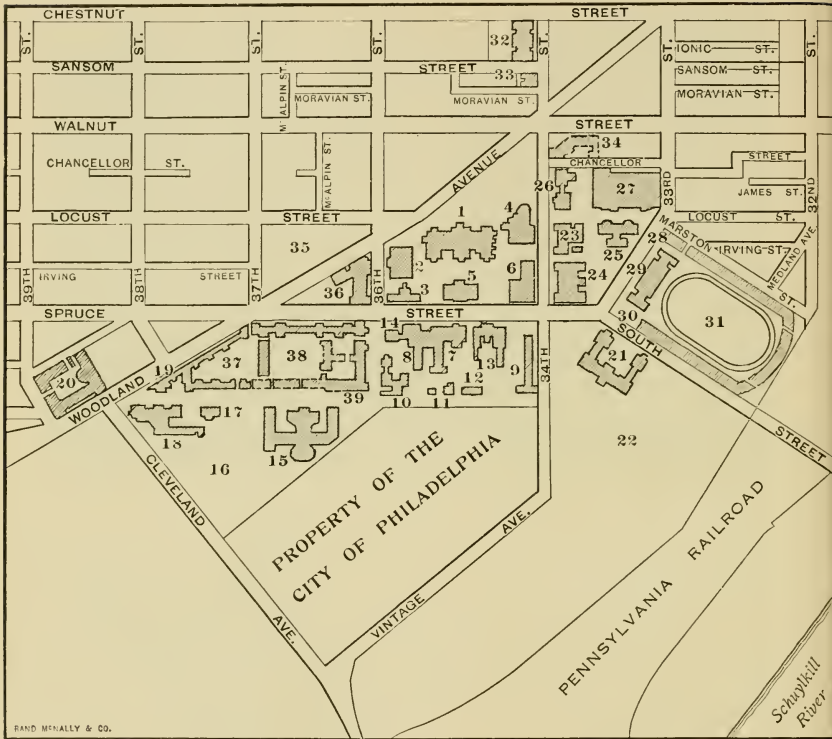 CHESTNUT STREET
ST. ST. ST. ST. ST. ST. ST.
32
IONIC ST.
SANSOM STREET
SANSOM ST.
33
MCALPIN ST.
MORAVIAN ST.
MORAVIAN ST.
MORAVIAN ST.
WALNUT STREET
34
CHANCELLOR ST.
MCALPIN ST.
AVENUE
CHANCELLOR STREET
26
27
33RD
JAMES ST.
32ND
LOCUST STREET
LOCUST ST.
1
4
23
25
28
MARSTON
IRVING ST.
MEDLAND AVE.
ST.
35
2
6
24
29
39TH
IRVING STREET
38TH
37TH
36
36TH
3
5
31
SPRUCE STREET
30
SOUTH STREET
14
34TH
37
38
8
7
13
9
21
20
19
39
12
WOODLAND
10
11
17
18
15
22
16
CLEVELAND AVE.
PROPERTY OF THE
CITY OF PHILADELPHIA
VINTAGE AVE.
PENNSYLVANIA RAILROAD
Schuylkill
River
RAND McNALLY & CO.